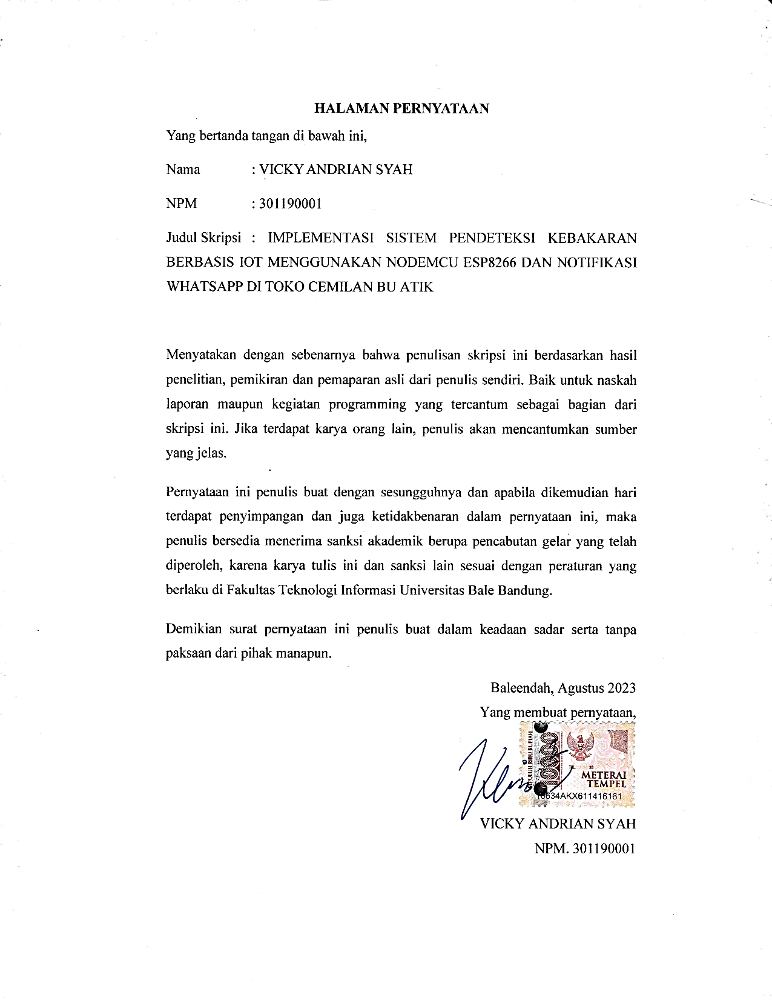 HALAMAN PERNYATAAN
Yang bertanda tangan di bawah ini,
Nama : VICKY ANDRIAN SYAH
NPM : 301190001
Judul Skripsi : IMPLEMENTASI SISTEM PENDETEKSI KEBAKARAN
BERBASIS IOT MENGGUNAKAN NODEMCU ESP8266 DAN NOTIFIKASI
WHATSAPP DI TOKO CEMILAN BU ATIK
Menyatakan dengan sebenarnya bahwa penulisan skripsi ini berdasarkan hasil
penelitian, pemikiran dan pemaparan asli dari penulis sendiri. Baik untuk naskah
laporan maupun kegiatan programming yang tercantum sebagai bagian dari
skripsi ini. Jika terdapat karya orang lain, penulis akan mencantumkan sumber
yang jelas.
Pernyataan ini penulis buat dengan sesungguhnya dan apabila dikemudian hari
terdapat penyimpangan dan juga ketidakbenaran dalam pernyataan ini, maka
penulis bersedia menerima sanksi akademik berupa pencabutan gelar yang telah
diperoleh, karena karya tulis ini dan sanksi lain sesuai dengan peraturan yang
berlaku di Fakultas Teknologi Informasi Universitas Bale Bandung.
Demikian surat pernyataan ini penulis buat dalam keadaan sadar serta tanpa
paksaan dari pihak manapun.
Baleendah, Agustus 2023
Yang membuat pernyataan,
RIBU RUPIAH
10000
TGL 20
METERAI
TEMPEL
634AKX611416161
VICKY ANDRIAN SYAH
NPM. 301190001